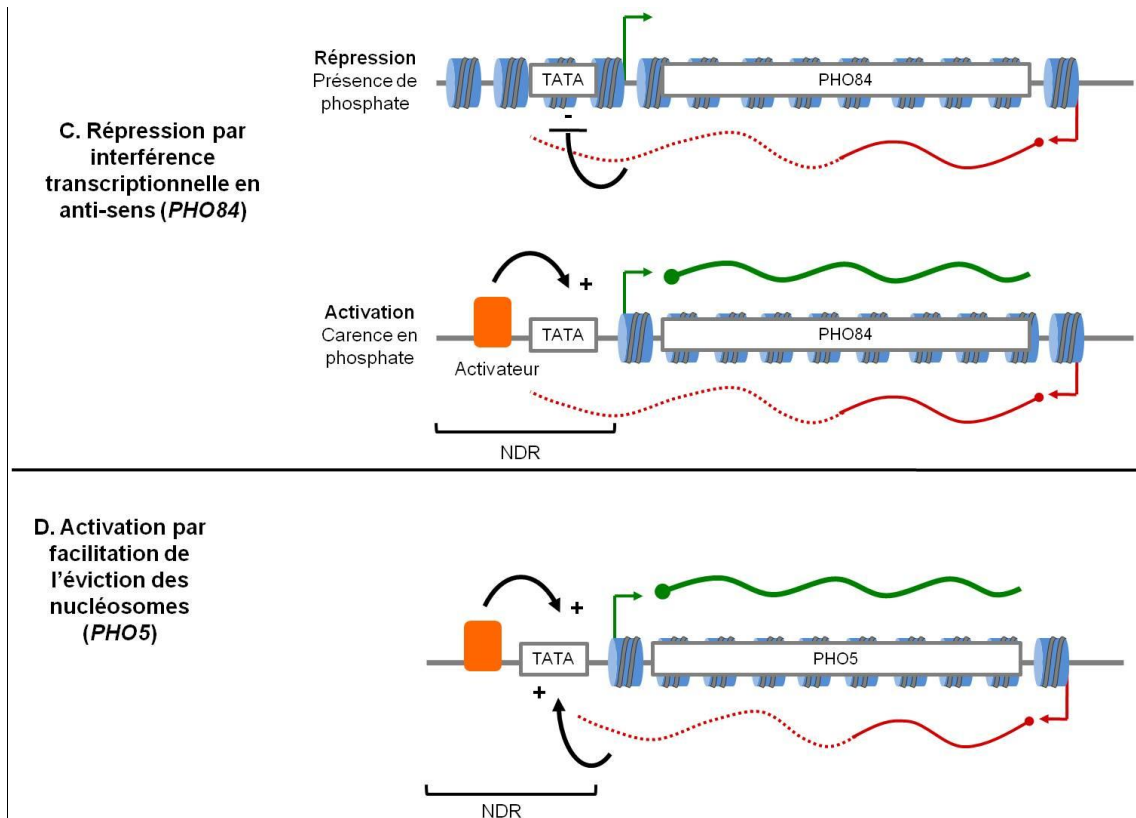 C. Répression par
interférence
transcriptionnelle en
anti-sens (PHO84)
Répression
Présence de
phosphate
TATA
PHO84
-
Activation
Carence en
phosphate
+
TATA
PHO84
Activateur
NDR
D. Activation par
facilitation de
l'éviction des
nucléosomes
(PHO5)
+
TATA
PHO5
+
NDR